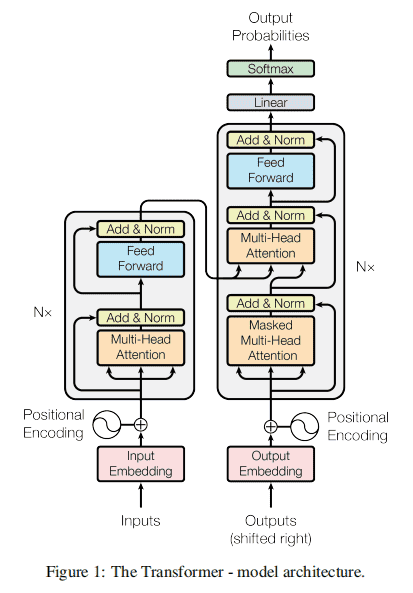 Output
Probabilities
Softmax
Linear
Add & Norm
Feed
Forward
Add & Norm
Multi-Head
Attention
Nx
Add & Norm
Masked
Multi-Head
Attention
Add & Norm
Feed
Forward
Nx
Add & Norm
Multi-Head
Attention
Positional
Encoding
Positional
Encoding
Input
Embedding
Output
Embedding
Inputs
Outputs
(shifted right)
Figure 1: The Transformer - model architecture.